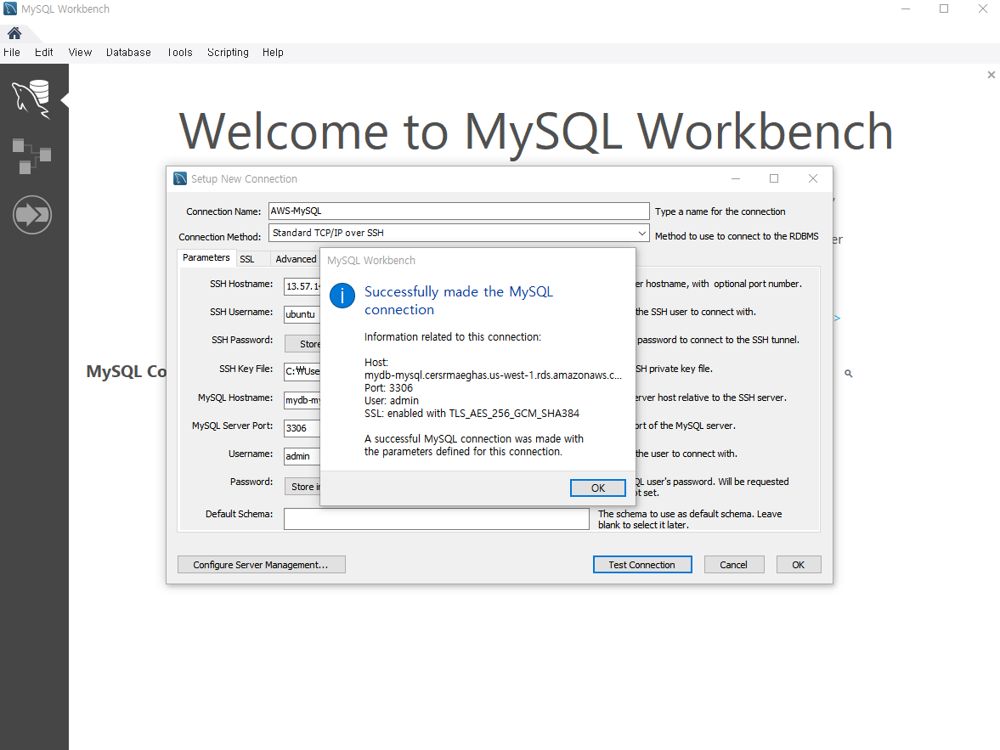 MySQL Workbench
File Edit View Database Tools Scripting Help
Welcome to MySQL Workbench
Setup New Connection
Connection Name: AWS-MySQL Type a name for the connection
Connection Method: Standard TCP/IP over SSH Method to use to connect to the RDBMS
Parameters SSL Advanced
MySQL Workbench
Successfully made the MySQL
connection
Information related to this connection:
Host:
mydb-mysql.cersrmaeghas.us-west-1.rds.amazonaws.c...
Port: 3306
User: admin
SSL: enabled with TLS_AES_256_GCM_SHA384
A successful MySQL connection was made with
the parameters defined for this connection.
OK
SSH Hostname: 13.57.1 er hostname, with optional port number.
SSH Username: ubuntu the SSH user to connect with.
SSH Password: Store password to connect to the SSH tunnel.
SSH Key File: C:₩Use SH private key file.
MySQL Hostname: mydb-my erver host relative to the SSH server.
MySQL Server Port: 3306 ort of the MySQL server.
Username: admin the user to connect with.
Password: Store i QL user's password. Will be requested
ot set.
Default Schema: The schema to use as default schema. Leave
blank to select it later.
Configure Server Management... Test Connection Cancel OK
MySQL Co
er
>